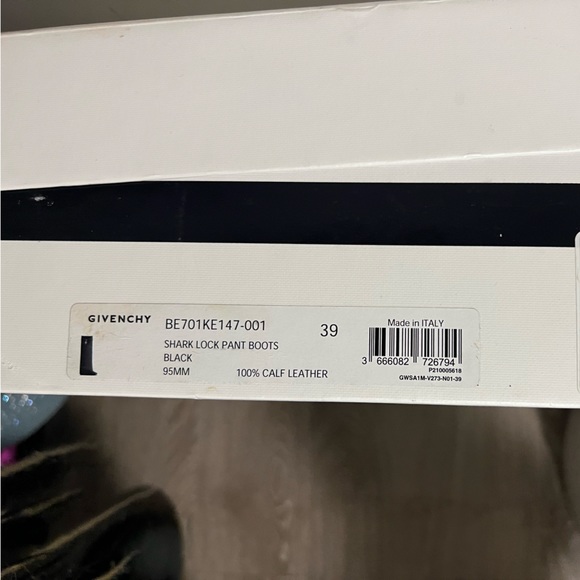 GIVENCHY
BE701KE147-001
39
SHARK LOCK PANT BOOTS
BLACK
95MM 100% CALF LEATHER
Made in ITALY
3 666082 726794
P210005618
GWSA1M-V273-N01-39